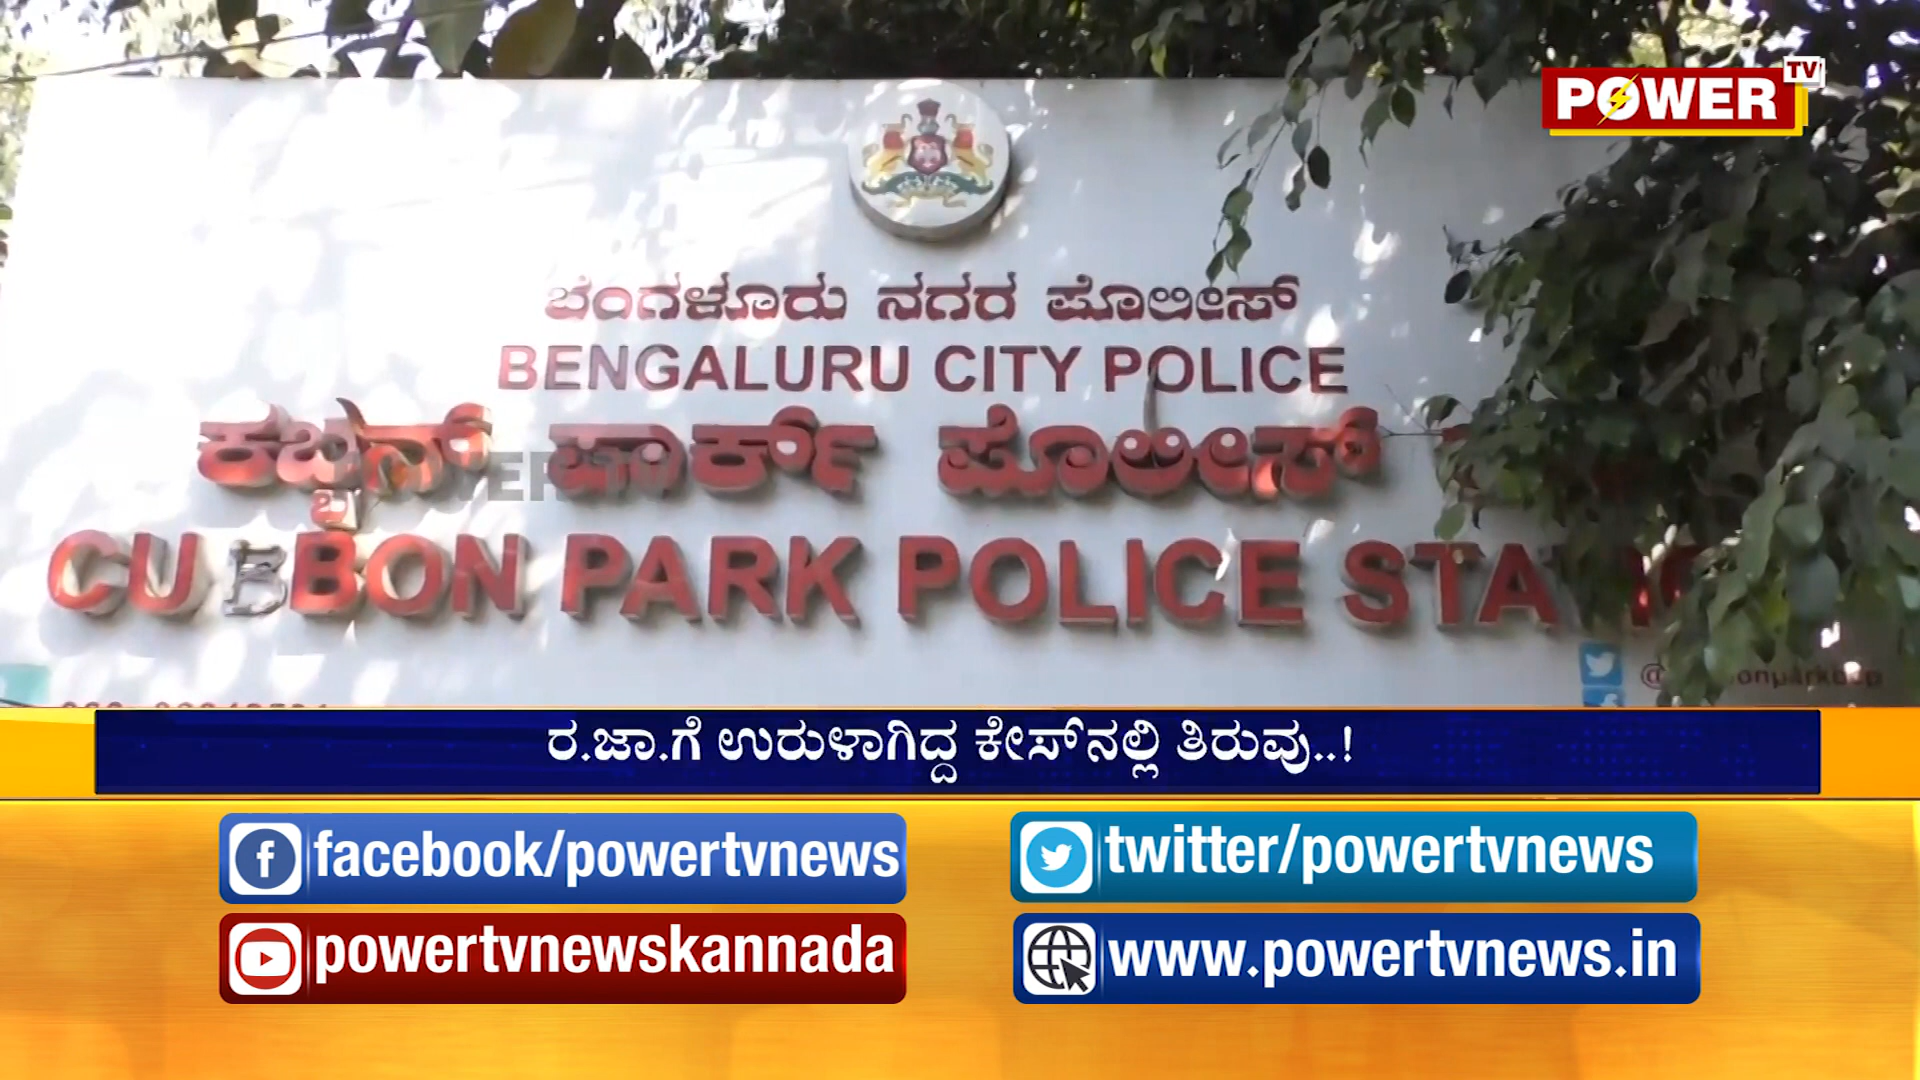 POWER TV
ಬೆಂಗಳೂರು ನಗರ ಪೊಲೀಸ್
BENGALURU CITY POLICE
ಕಬ್ಬನ್ ಪಾರ್ಕ್ ಪೊಲೀಸ್
CUBBON PARK POLICE
ರ.ಜಾ.ಗೆ ಉರುಳಾಗಿದ್ದ ಕೇಸ್‌ನಲ್ಲಿ ತಿರುವು..!
facebook/powertvnews
twitter/powertvnews
powertvnewskannada
www.powertvnews.in